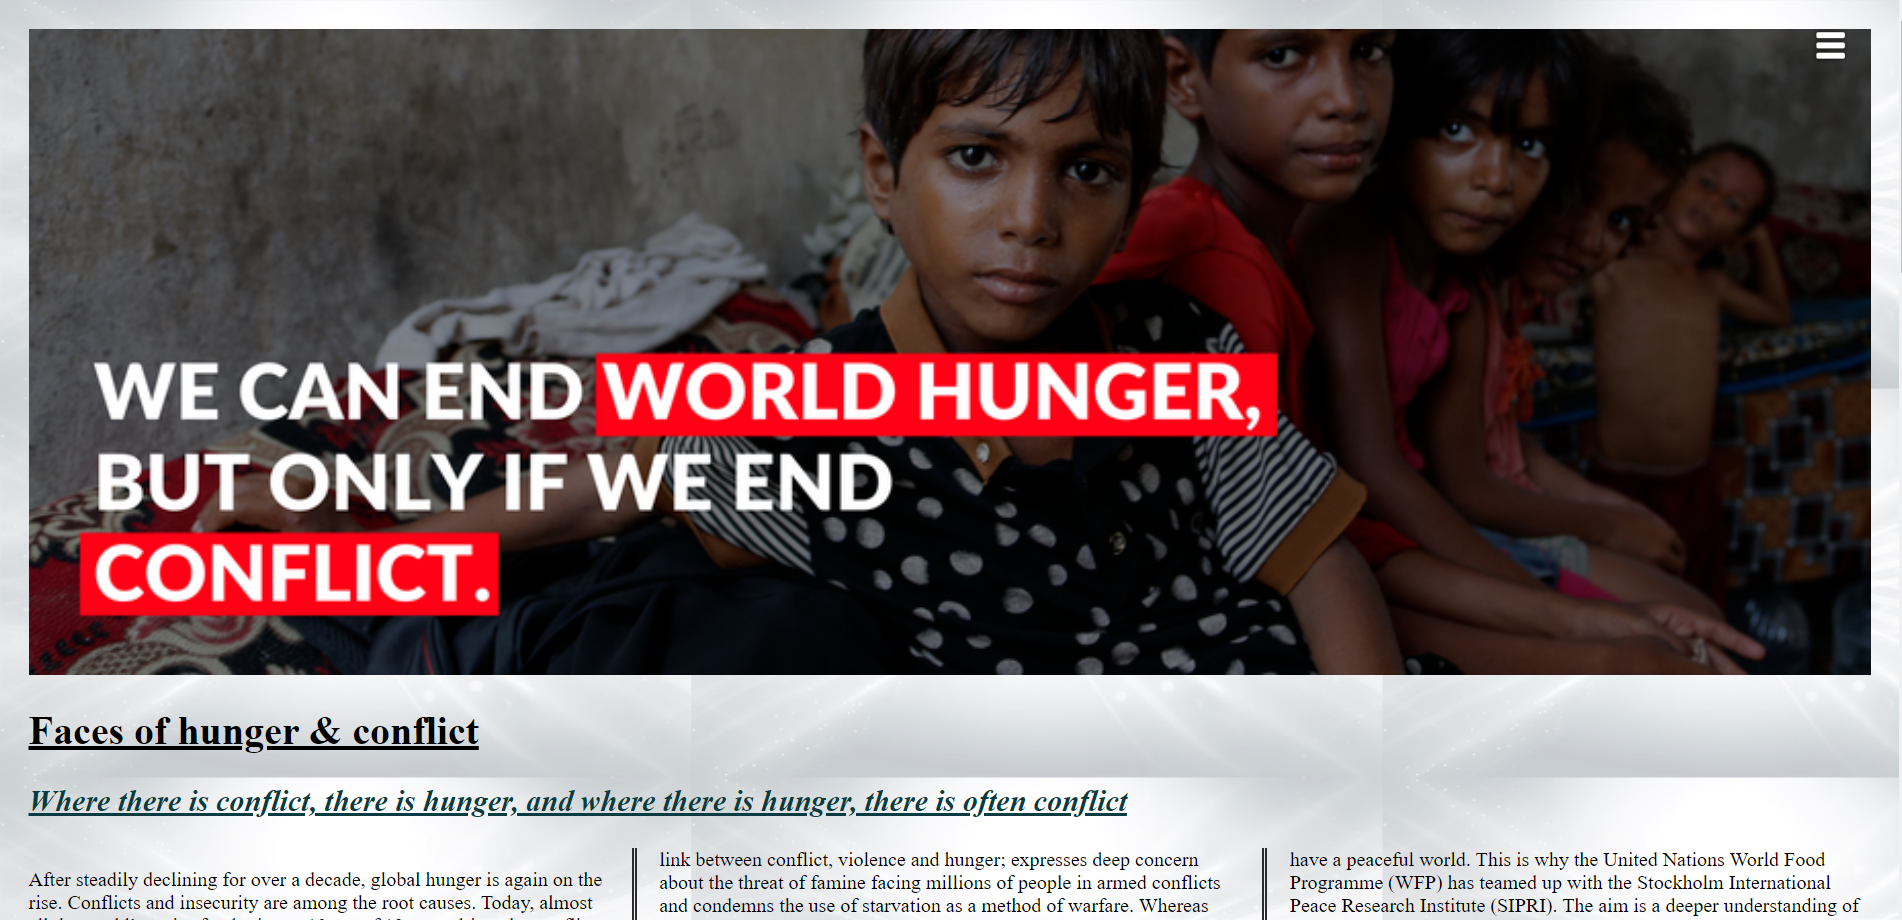 WE CAN END WORLD HUNGER,
BUT ONLY IF WE END
CONFLICT.
Faces of hunger & conflict
Where there is conflict, there is hunger, and where there is hunger, there is often conflict
After steadily declining for over a decade, global hunger is again on the
rise. Conflicts and insecurity are among the root causes. Today, almost
link between conflict, violence and hunger; expresses deep concern
about the threat of famine facing millions of people in armed conflicts
and condemns the use of starvation as a method of warfare. Whereas
have a peaceful world. This is why the United Nations World Food
Programme (WFP) has teamed up with the Stockholm International
Peace Research Institute (SIPRI). The aim is a deeper understanding of